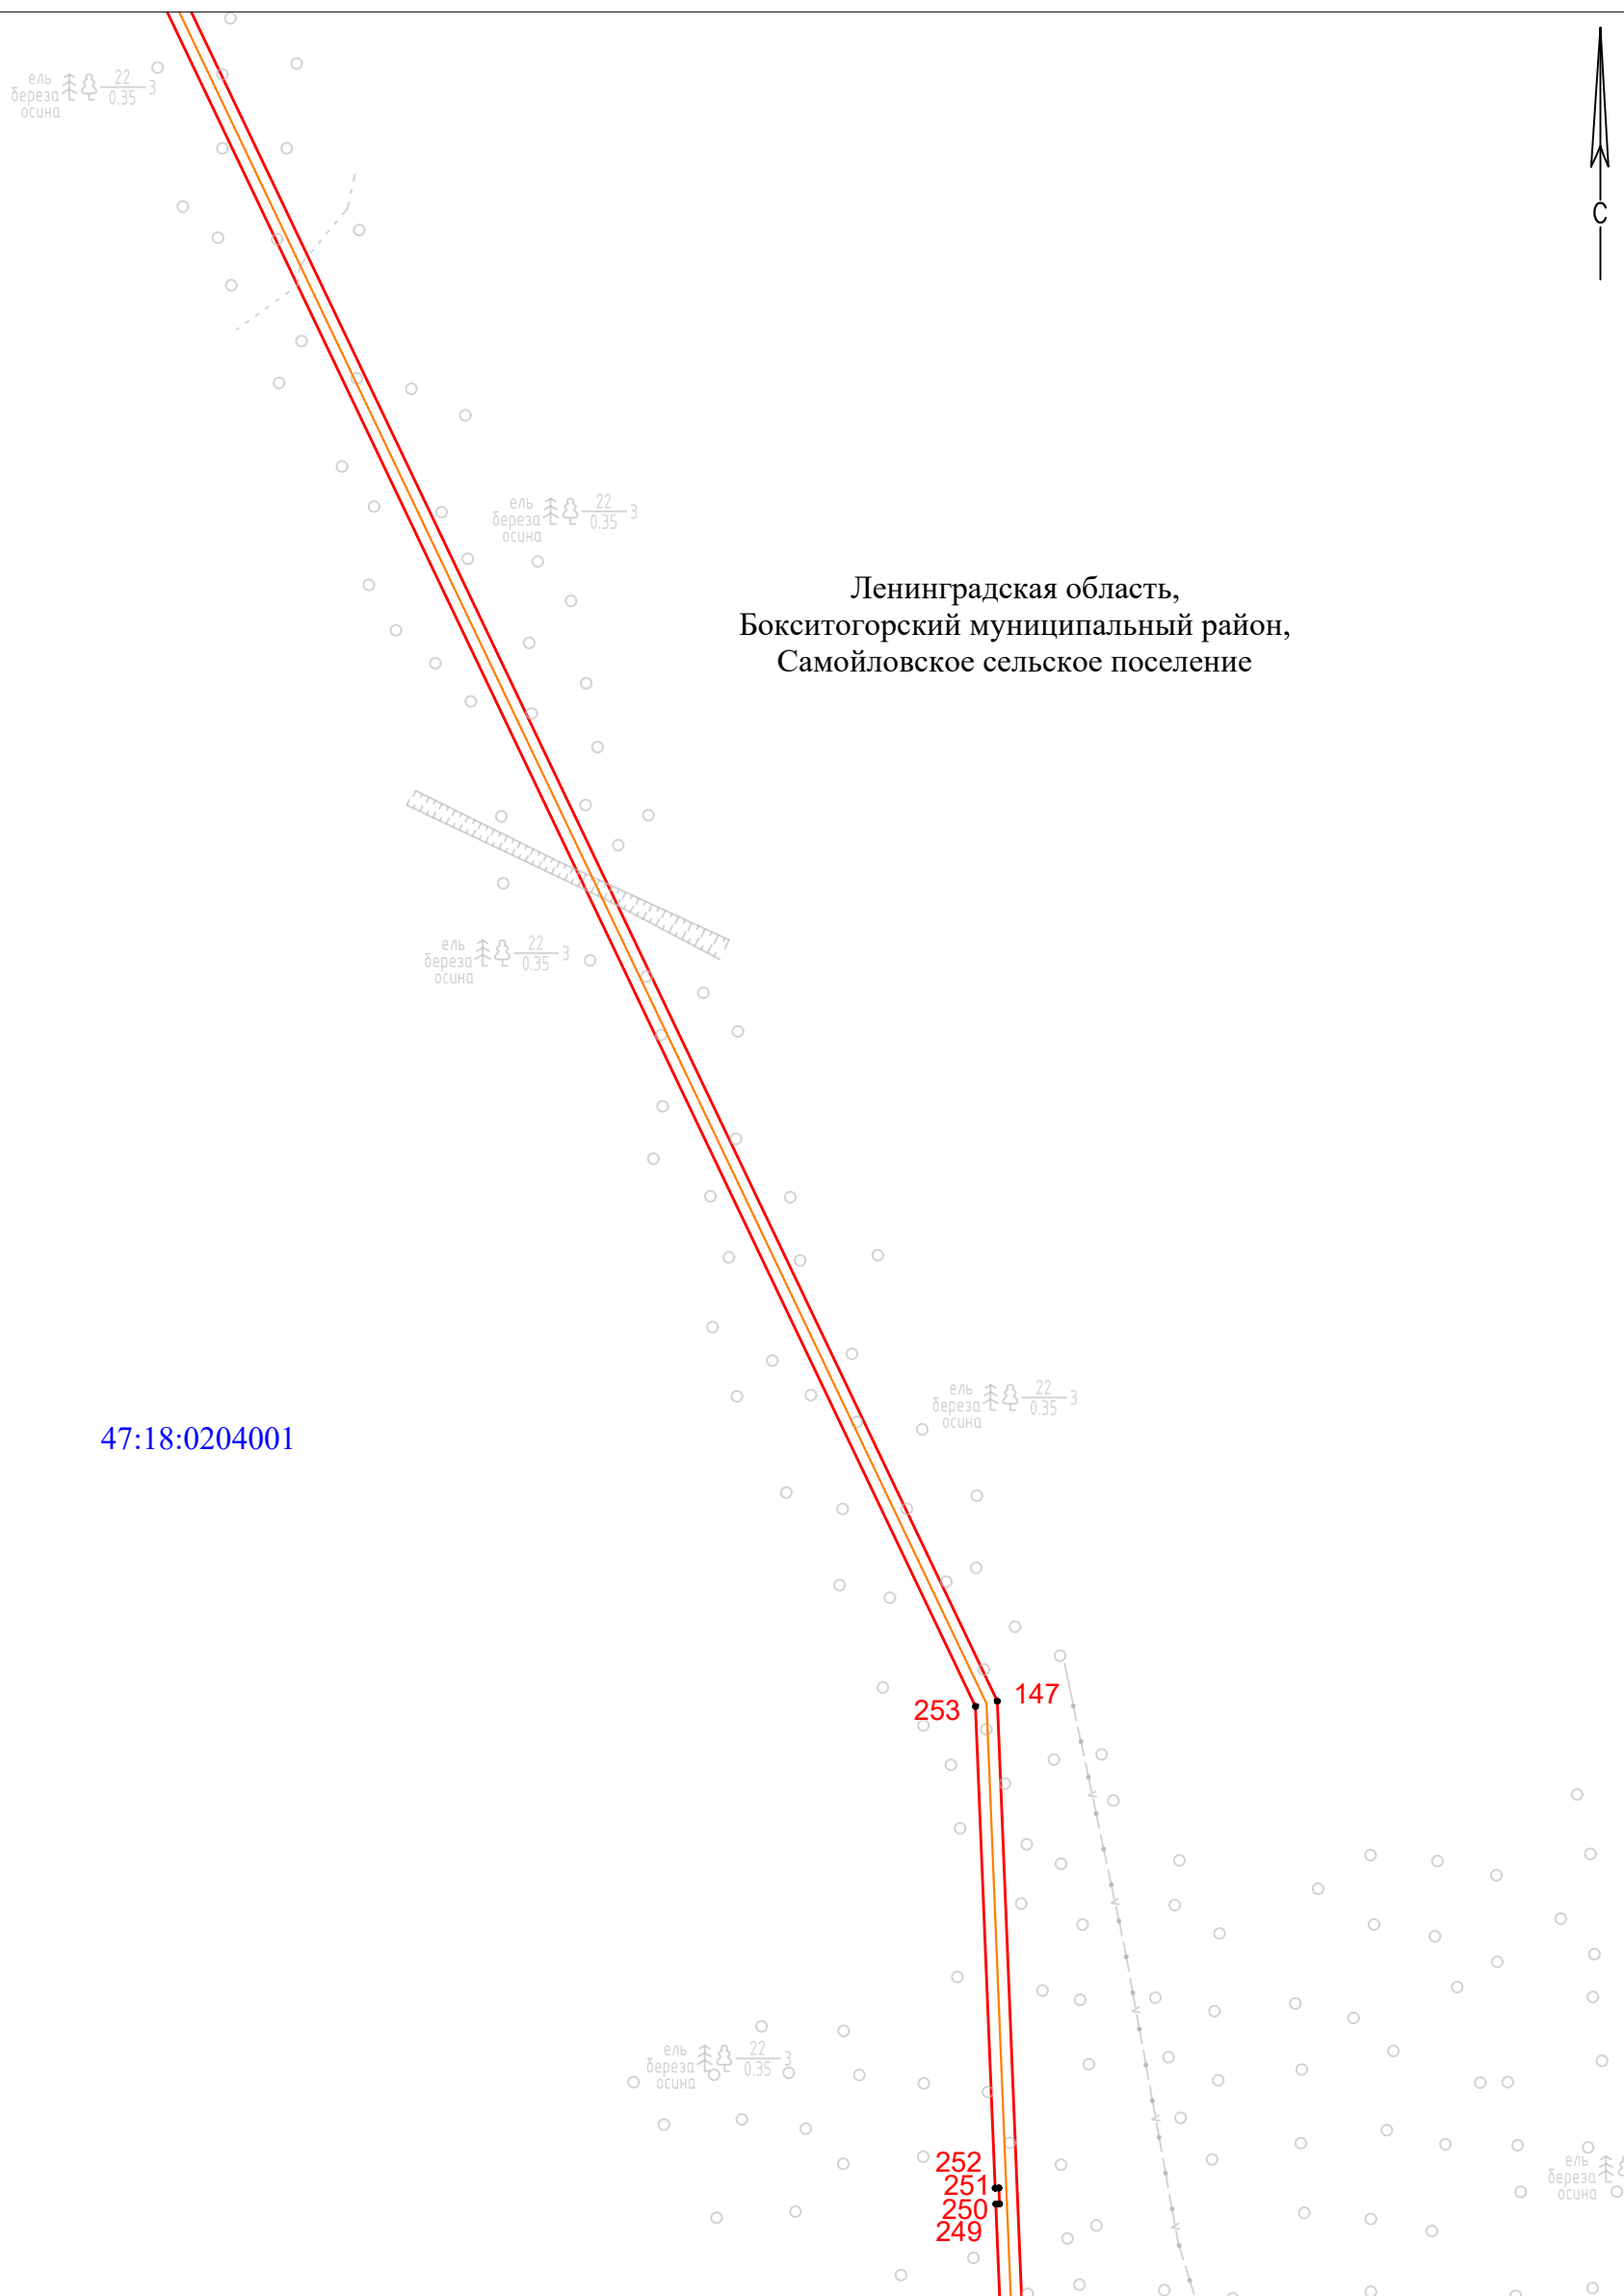 ель
береза
осина
22
0.35
3
С
ель
береза
осина
22
0.35
3
Ленинградская область,
Бокситогорский муниципальный район,
Самойловское сельское поселение
ель
береза
осина
22
0.35
3
ель
береза
осина
22
0.35
3
47:18:0204001
253
147
ель
береза
осина
22
0.35
3
252
251
250
249
ель
береза
осина